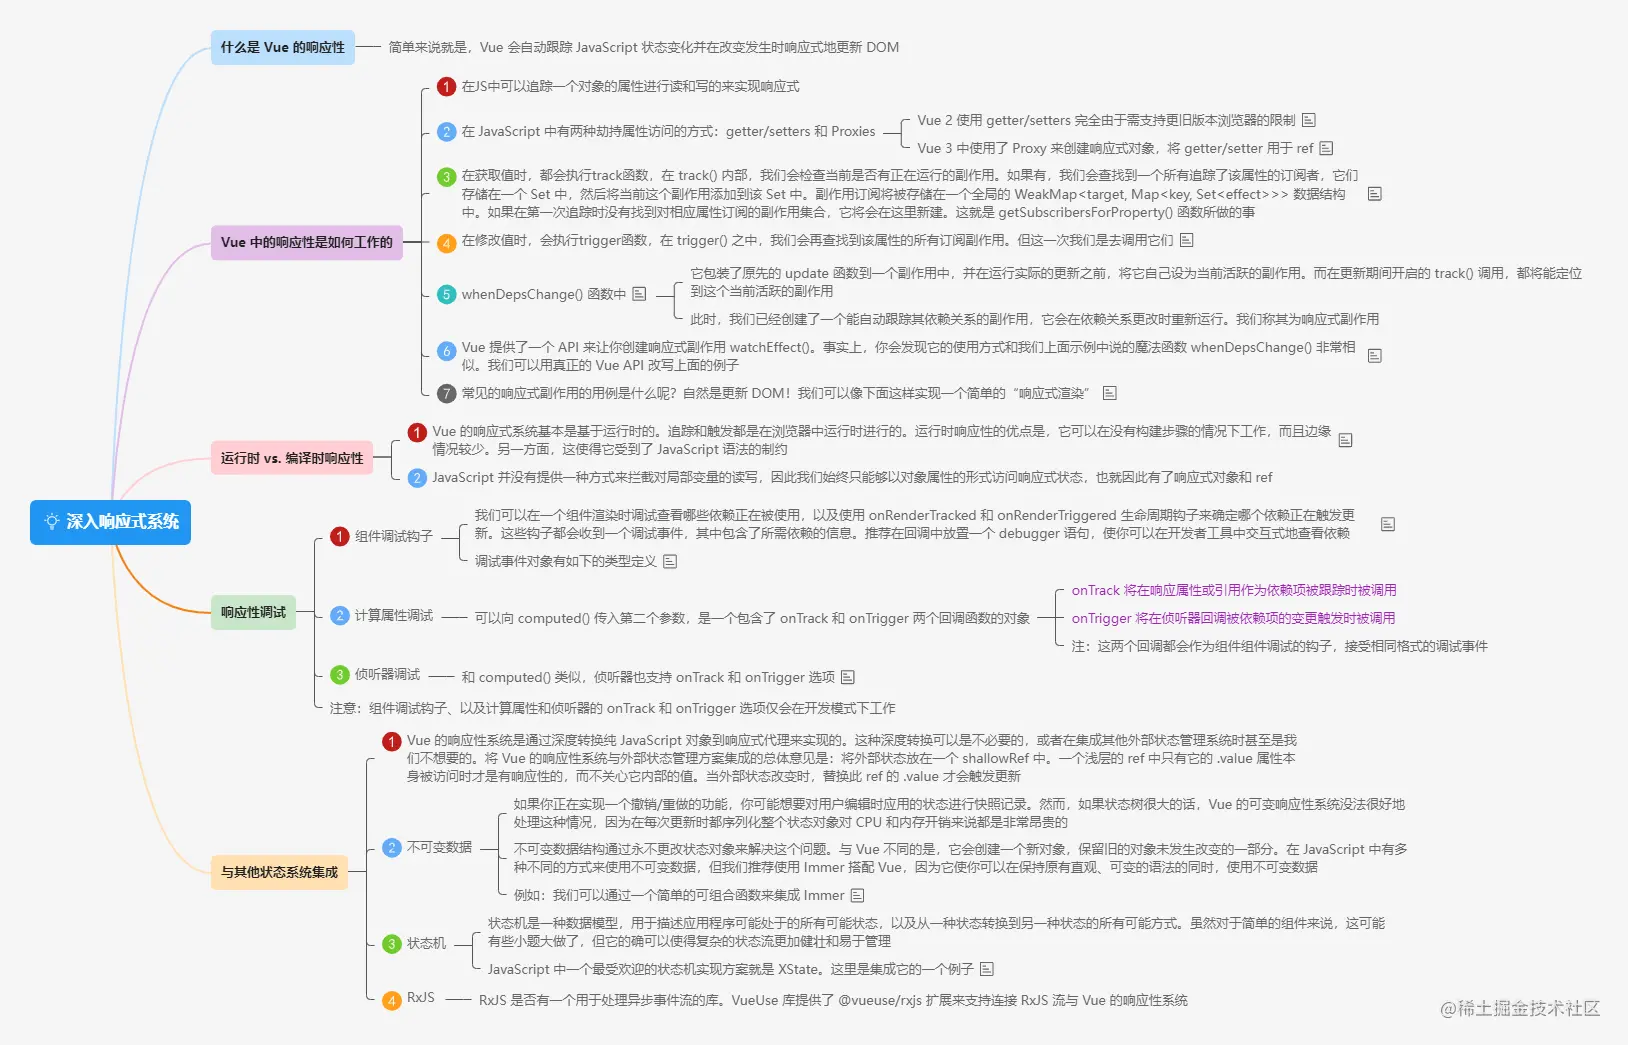 什么是 Vue 的响应性
简单来说就是，Vue 会自动跟踪 JavaScript 状态变化并在改变发生时响应式地更新 DOM
Vue 中的响应性是如何工作的
1 在JS中可以追踪一个对象的属性进行读和写的来实现响应式
2 在 JavaScript 中有两种劫持属性访问的方式：getter/setters 和 Proxies
Vue 2 使用 getter/setters 完全由于需支持更旧版本浏览器的限制
Vue 3 中使用了 Proxy 来创建响应式对象，将 getter/setter 用于 ref
3 在获取值时，都会执行track函数，在 track() 内部，我们会检查当前是否有正在运行的副作用。如果有，我们会查找到一个所有追踪了该属性的订阅者，它们
存储在一个 Set 中，然后将当前这个副作用添加到该 Set 中。副作用订阅将被存储在一个全局的 WeakMap<target, Map<key, Set<effect>>> 数据结构
中。如果在第一次追踪时没有找到对相应属性订阅的副作用集合，它将会在这里新建。这就是 getSubscribersForProperty() 函数所做的事
4 在修改值时，会执行trigger函数，在 trigger() 之中，我们会再查找到该属性的所有订阅副作用。但这一次我们是去调用它们
5 whenDepsChange() 函数中
它包装了原先的 update 函数到一个副作用中，并在运行实际的更新之前，将它自己设为当前活跃的副作用。而在更新期间开启的 track() 调用，都将能定位
到这个当前活跃的副作用
此时，我们已经创建了一个能自动跟踪其依赖关系的副作用，它会在依赖关系更改时重新运行。我们称其为响应式副作用
6 Vue 提供了一个 API 来让你创建响应式副作用 watchEffect()。事实上，你会发现它的使用方式和我们上面示例中说的魔法函数 whenDepsChange() 非常相
似。我们可以用真正的 Vue API 改写上面的例子
7 常见的响应式副作用的用例是什么呢？自然是更新 DOM！我们可以像下面这样实现一个简单的“响应式渲染”
运行时 vs. 编译时响应性
1 Vue 的响应式系统基本是基于运行时的。追踪和触发都是在浏览器中运行时进行的。运行时响应性的优点是，它可以在没有构建步骤的情况下工作，而且边缘
情况较少。另一方面，这使得它受到了 JavaScript 语法的制约
2 JavaScript 并没有提供一种方式来拦截对局部变量的读写，因此我们始终只能够以对象属性的形式访问响应式状态，也就因此有了响应式对象和 ref
深入响应式系统
响应性调试
1 组件调试钩子
我们可以在一个组件渲染时调试查看哪些依赖正在被使用，以及使用 onRenderTracked 和 onRenderTriggered 生命周期钩子来确定哪个依赖正在触发更
新。这些钩子都会收到一个调试事件，其中包含了所需依赖的信息。推荐在回调中放置一个 debugger 语句，使你可以在开发者工具中交互式地查看依赖
调试事件对象有如下的类型定义
2 计算属性调试
可以向 computed() 传入第二个参数，是一个包含了 onTrack 和 onTrigger 两个回调函数的对象
onTrack 将在响应属性或引用作为依赖项被跟踪时被调用
onTrigger 将在侦听器回调被依赖项的变更触发时被调用
注：这两个回调都会作为组件组件调试的钩子，接受相同格式的调试事件
3 侦听器调试
和 computed() 类似，侦听器也支持 onTrack 和 onTrigger 选项
注意：组件调试钩子、以及计算属性和侦听器的 onTrack 和 onTrigger 选项仅会在开发模式下工作
与其他状态系统集成
1 Vue 的响应性系统是通过深度转换纯 JavaScript 对象到响应式代理来实现的。这种深度转换可以是不必要的，或者在集成其他外部状态管理系统时甚至是我
们不想要的。将 Vue 的响应性系统与外部状态管理方案集成的总体意见是：将外部状态放在一个 shallowRef 中。一个浅层的 ref 中只有它的 .value 属性本
身被访问时才是有响应性的，而不关心它内部的值。当外部状态改变时，替换此 ref 的 .value 才会触发更新
2 不可变数据
如果你正在实现一个撤销/重做的功能，你可能想要对用户编辑时应用的状态进行快照记录。然而，如果状态树很大的话，Vue 的可变响应性系统没法很好地
处理这种情况，因为在每次更新时都序列化整个状态对象对 CPU 和内存开销来说都是非常昂贵的
不可变数据结构通过永不更改状态对象来解决这个问题。与 Vue 不同的是，它会创建一个新对象，保留旧的对象未发生改变的一部分。在 JavaScript 中有多
种不同的方式来使用不可变数据，但我们推荐使用 Immer 搭配 Vue，因为它使你可以在保持原有直观、可变的语法的同时，使用不可变数据
例如：我们可以通过一个简单的可组合函数来集成 Immer
3 状态机
状态机是一种数据模型，用于描述应用程序可能处于的所有可能状态，以及从一种状态转换到另一种状态的所有可能方式。虽然对于简单的组件来说，这可能
有些小题大做了，但它的确可以使得复杂的状态流更加健壮和易于管理
JavaScript 中一个最受欢迎的状态机实现方案就是 XState。这里是集成它的一个例子
4 RxJS
RxJS 是否有一个用于处理异步事件流的库。VueUse 库提供了 @vueuse/rxjs 扩展来支持连接 RxJS 流与 Vue 的响应性系统
@稀土掘金技术社区